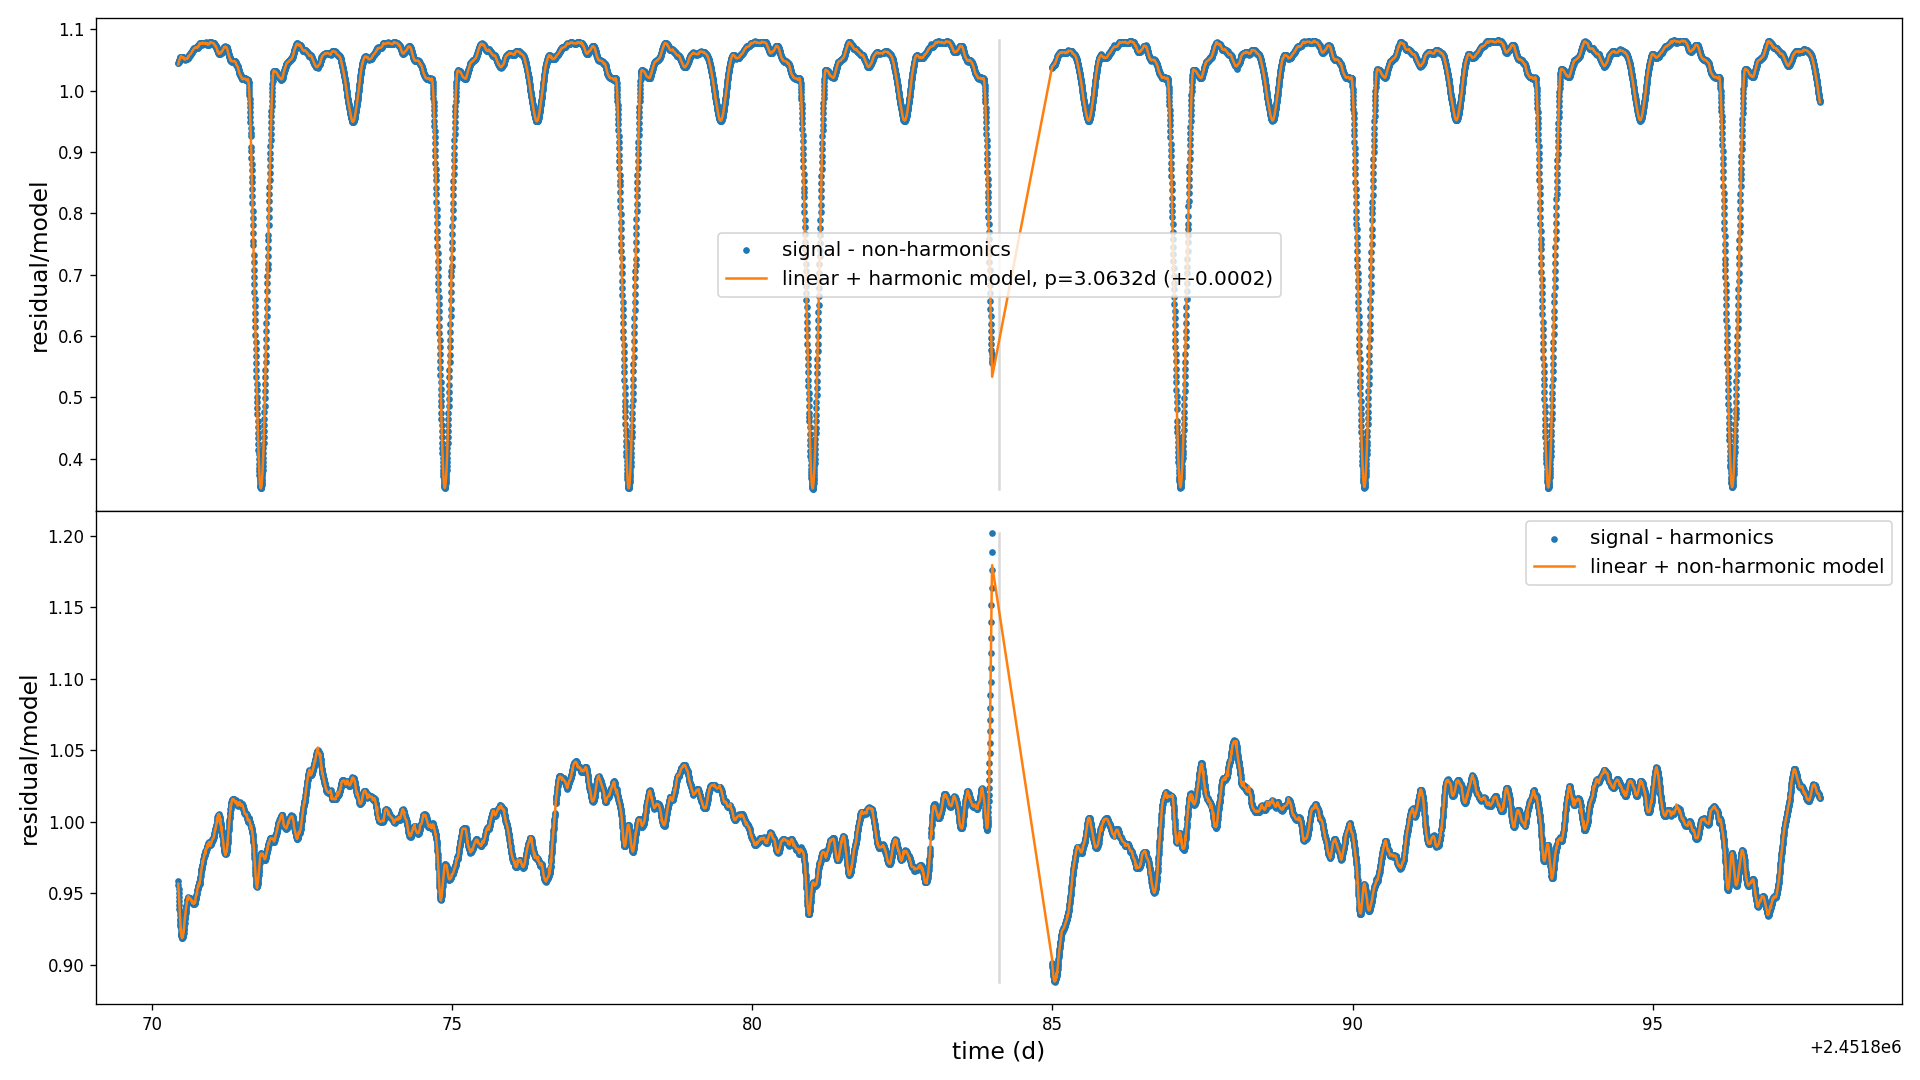 1.1
1.0
0.9
0.8
0.7
0.6
0.5
0.4
residual/model
signal - non-harmonics
linear + harmonic model, p=3.0632d (+-0.0002)
1.20
1.15
1.10
1.05
1.00
0.95
0.90
residual/model
signal - harmonics
linear + non-harmonic model
70
75
80
85
90
95
time (d)
+2.4518e6